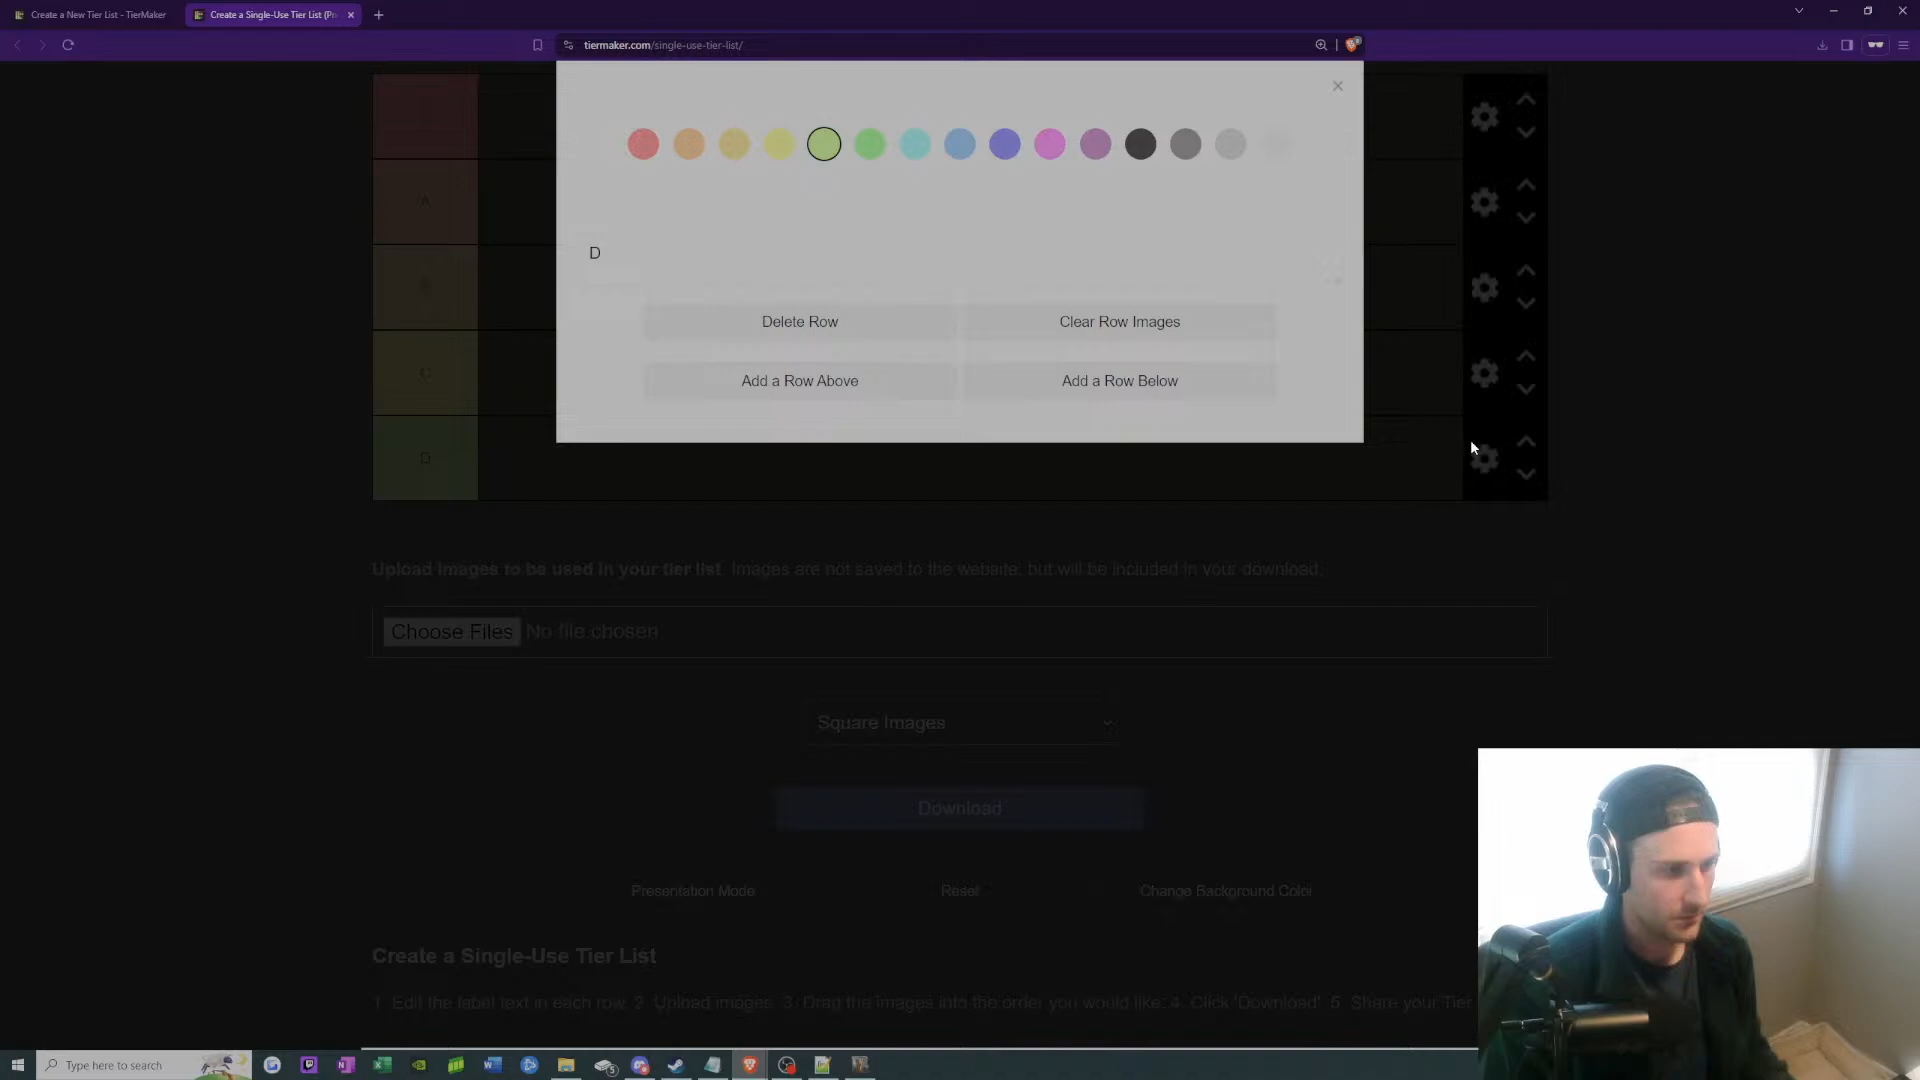 Create a New Tier List - TierMaker
Create a Single-Use Tier List (Pr
tiermaker.com/single-use-tier-list/
A
D
Delete Row
Clear Row Images
Add a Row Above
Add a Row Below
C
D
Upload images to be used in your tier list. Images are not saved to the website, but will be included in your download.
Choose Files No file chosen
Square Images
Download
Presentation Mode
Reset
Change Background Color
Create a Single-Use Tier List
1. Edit the label text in each row. 2. Upload images. 3. Drag the images into the order you would like. 4. Click 'Download'. 5. Share your Tier
Type here to search
5